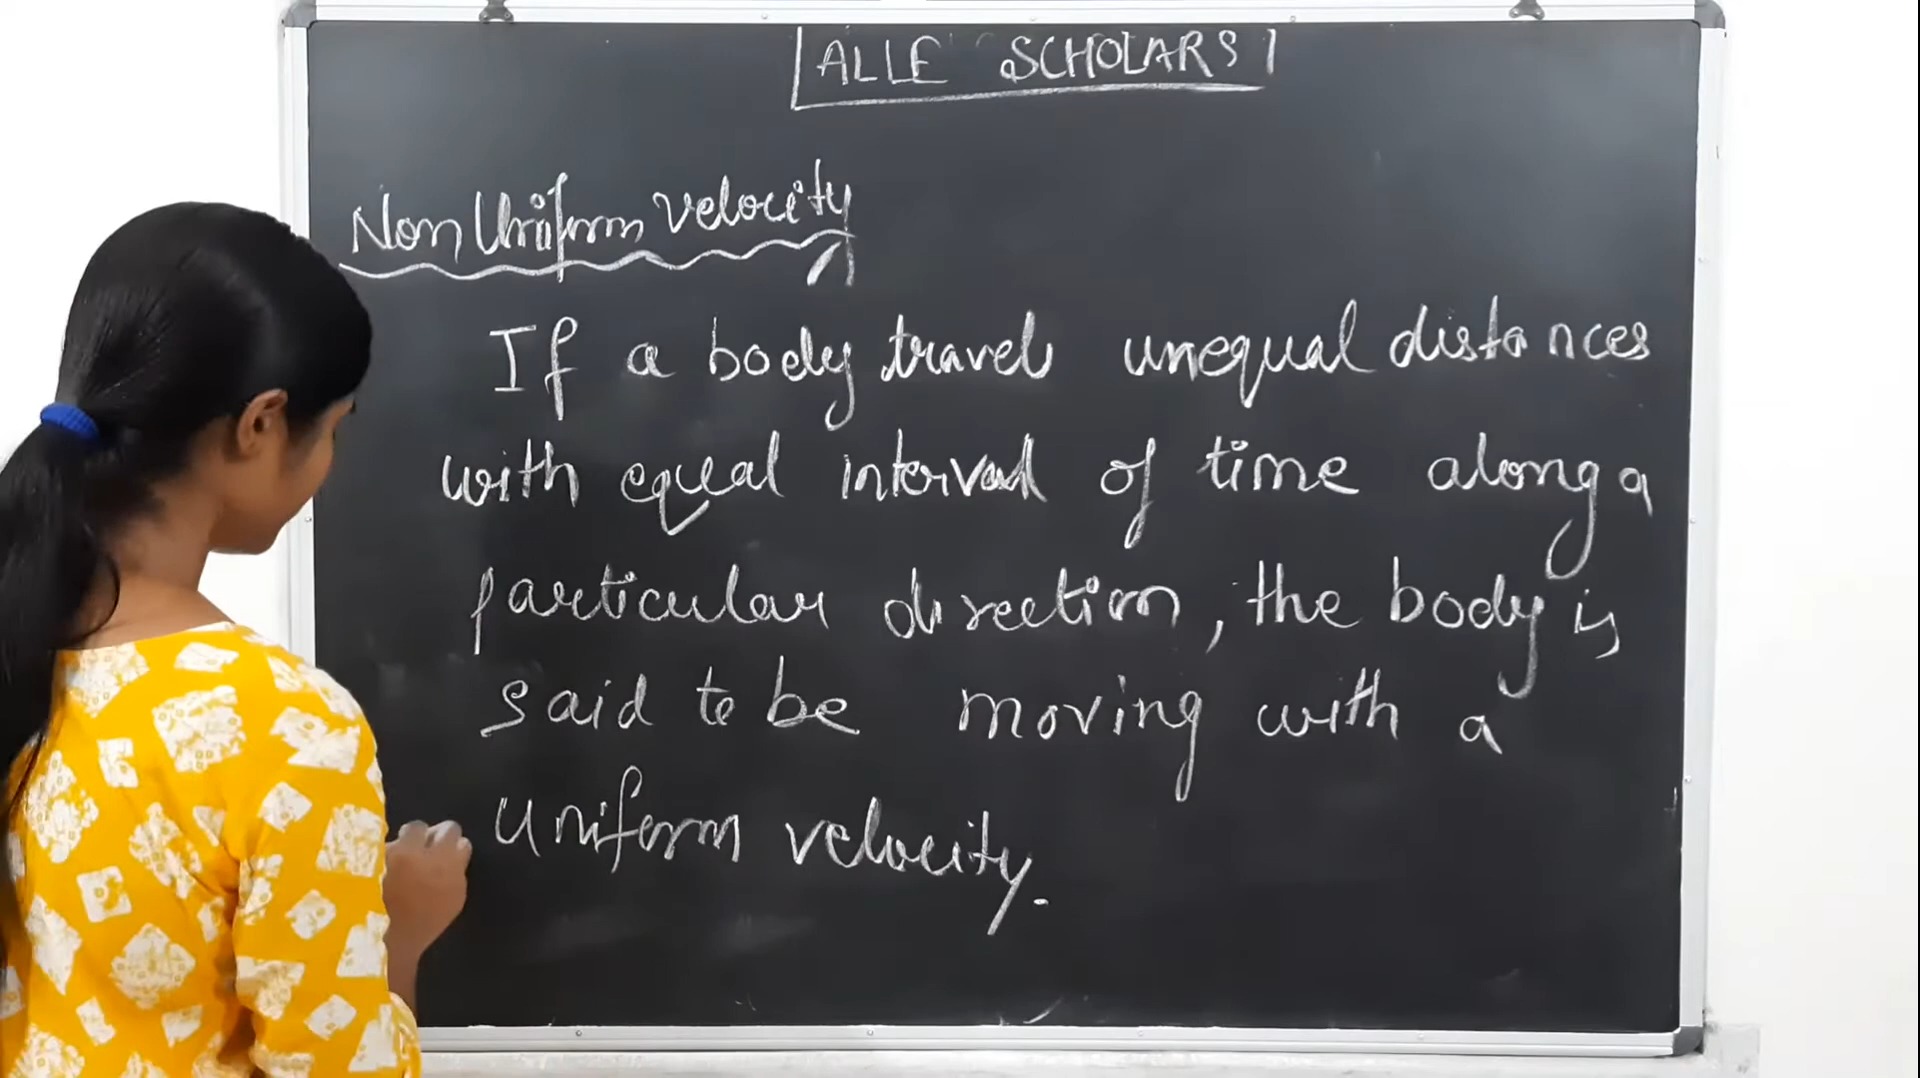 ALLE SCHOLARS
Non Uniform velocity
If a body travel unequal distances
with equal interval of time along a
particular direction, the body is
said to be moving with a
uniform velocity.